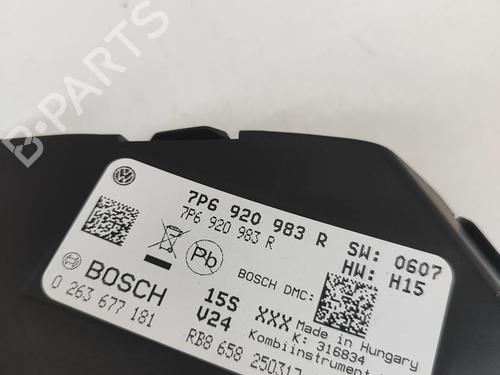 B-PARTS
7P6 920 983 R SW: 0607
7P6 920 983 R HW: H15
Pb
BOSCH DMC:
BOSCH
0 263 677 181
15S XXX Made in Hungary
V24 K: 316834
Kombiinstrument
RB8 658 250317